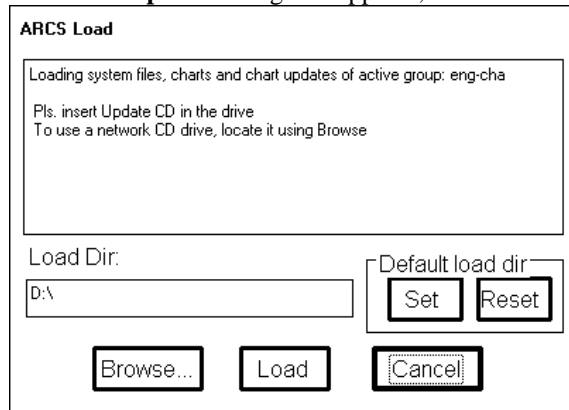 ARCS Load
Loading system files, charts and chart updates of active group: eng-cha
Pls. insert Update CD in the drive
To use a network CD drive, locate it using Browse
Load Dir:
D:\
Default load dir
Set
Reset
Browse...
Load
Cancel